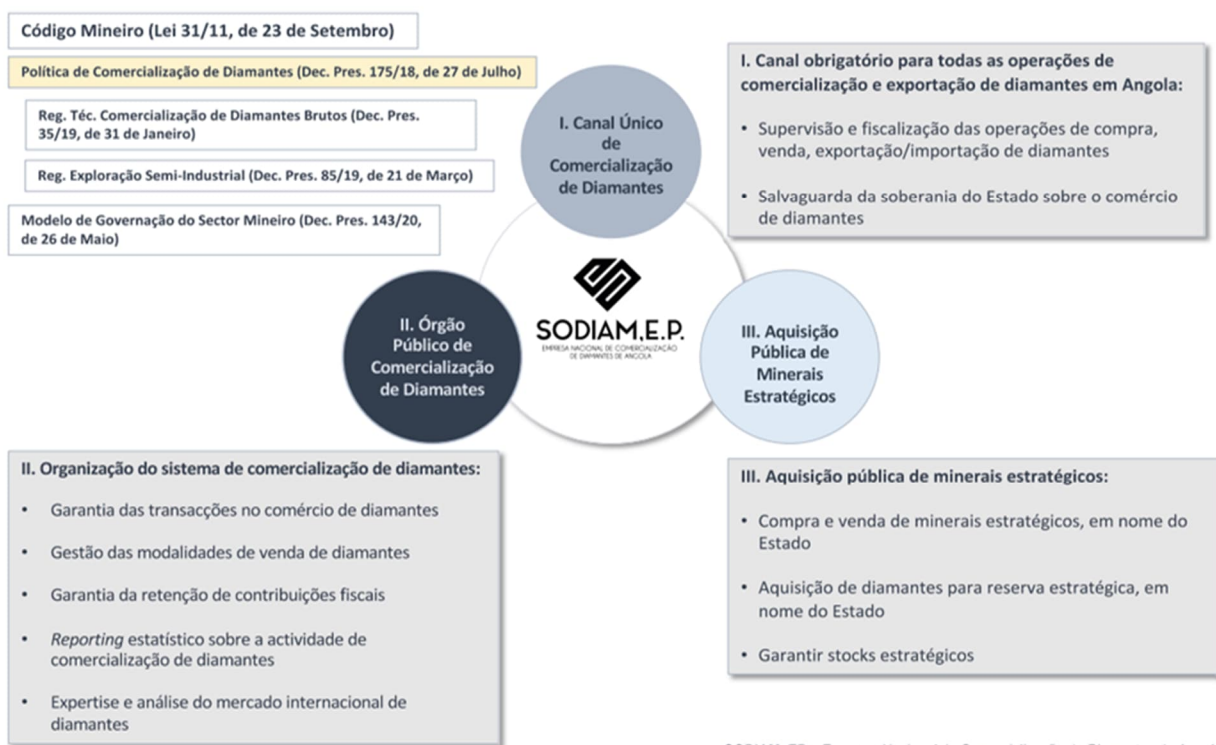 Código Mineiro (Lei 31/11, de 23 de Setembro)
Política de Comercialização de Diamantes (Dec. Pres. 175/18, de 27 de Julho)
Reg. Téc. Comercialização de Diamantes Brutos (Dec. Pres.
35/19, de 31 de Janeiro)
Reg. Exploração Semi-Industrial (Dec. Pres. 85/19, de 21 de Março)
Modelo de Governação do Sector Mineiro (Dec. Pres. 143/20,
de 26 de Maio)
I. Canal Único
de
Comercialização
de Diamantes
I. Canal obrigatório para todas as operações de
comercialização e exportação de diamantes em Angola:
• Supervisão e fiscalização das operações de compra,
venda, exportação/importação de diamantes
• Salvaguarda da soberania do Estado sobre o comércio
de diamantes
II. Órgão
Público de
Comercialização
de Diamantes
SODIAM,E.P.
EMPRESA NACIONAL DE COMERCIALIZAÇÃO
DE DIAMANTES DE ANGOLA
III. Aquisição
Pública de
Minerais
Estratégicos
II. Organização do sistema de comercialização de diamantes:
• Garantia das transacções no comércio de diamantes
• Gestão das modalidades de venda de diamantes
• Garantia da retenção de contribuições fiscais
• Reporting estatístico sobre a actividade de
comercialização de diamantes
• Expertise e análise do mercado internacional de
diamantes
III. Aquisição pública de minerais estratégicos:
• Compra e venda de minerais estratégicos, em nome do
Estado
• Aquisição de diamantes para reserva estratégica, em
nome do Estado
• Garantir stocks estratégicos